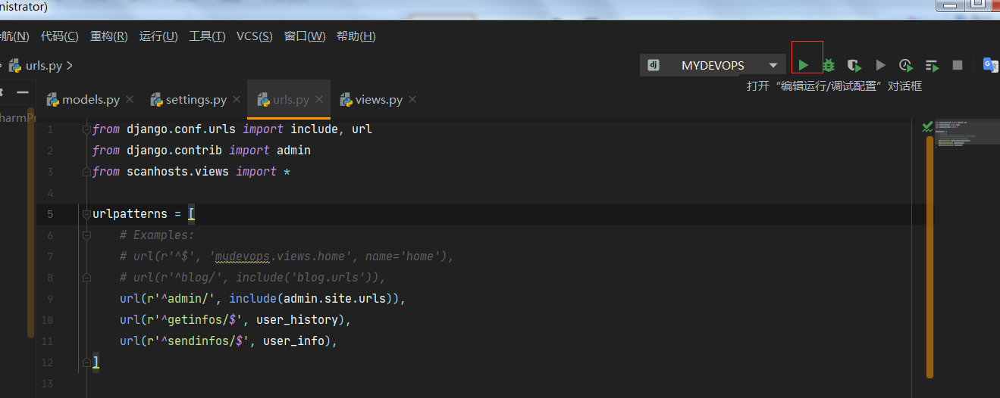 nistrator)
航(N) 代码(C) 重构(R) 运行(U) 工具(T) VCS(S) 窗口(W) 帮助(H)
urls.py
dj MYDEVOPS
打开“编辑运行/调试配置”对话框
models.py settings.py urls.py views.py
1 from django.conf.urls import include, url
2 from django.contrib import admin
3 from scanhosts.views import *
4
5 urlpatterns = [
6 # Examples:
7 # url(r'^$', 'mydevops.views.home', name='home'),
8 # url(r'^blog/', include('blog.urls')),
9 url(r'^admin/', include(admin.site.urls)),
10 url(r'^getinfos/$', user_history),
11 url(r'^sendinfos/$', user_info),
12 ]
13